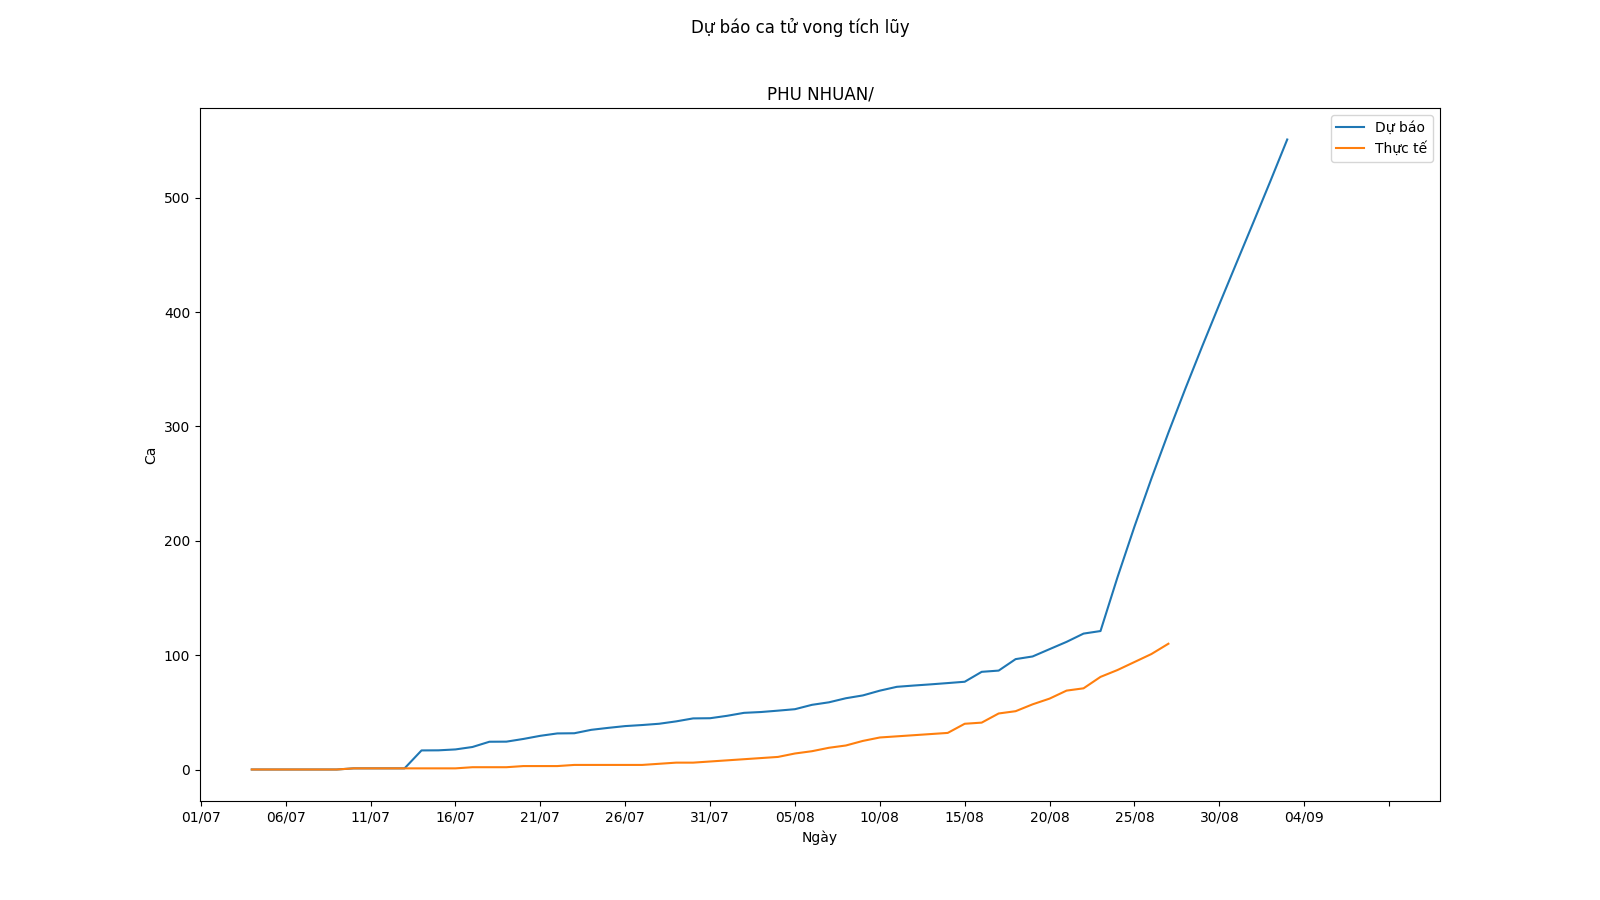 Dự báo ca tử vong tích lũy
PHU NHUAN/
Dự báo
Thực tế
500
400
300
200
100
0
Ca
01/07 06/07 11/07 16/07 21/07 26/07 31/07 05/08 10/08 15/08 20/08 25/08 30/08 04/09
Ngày